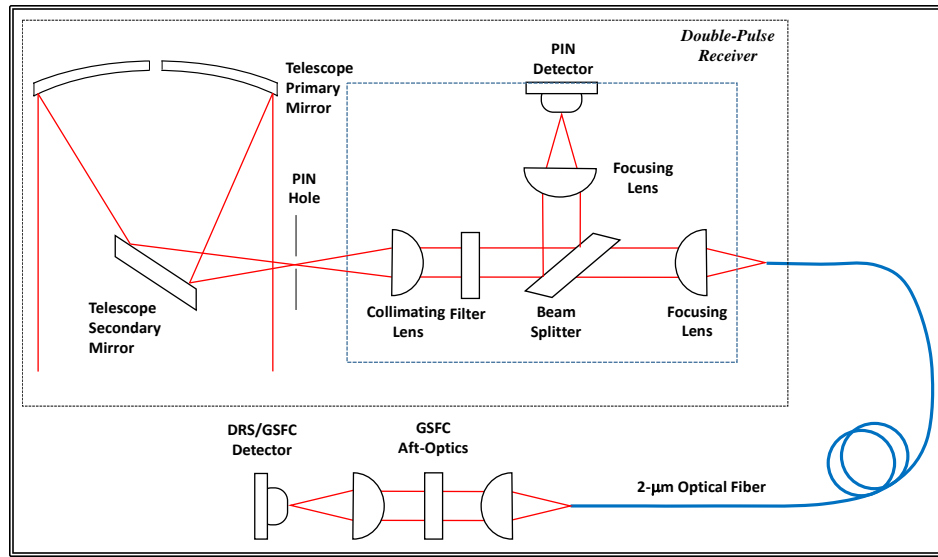 Double-Pulse
Receiver
Telescope
Primary
Mirror
PIN
Detector
PIN
Hole
Focusing
Lens
Telescope
Secondary
Mirror
Collimating
Lens
Filter
Beam
Splitter
Focusing
Lens
DRS/GSFC
Detector
GSFC
Aft-Optics
2-μm Optical Fiber